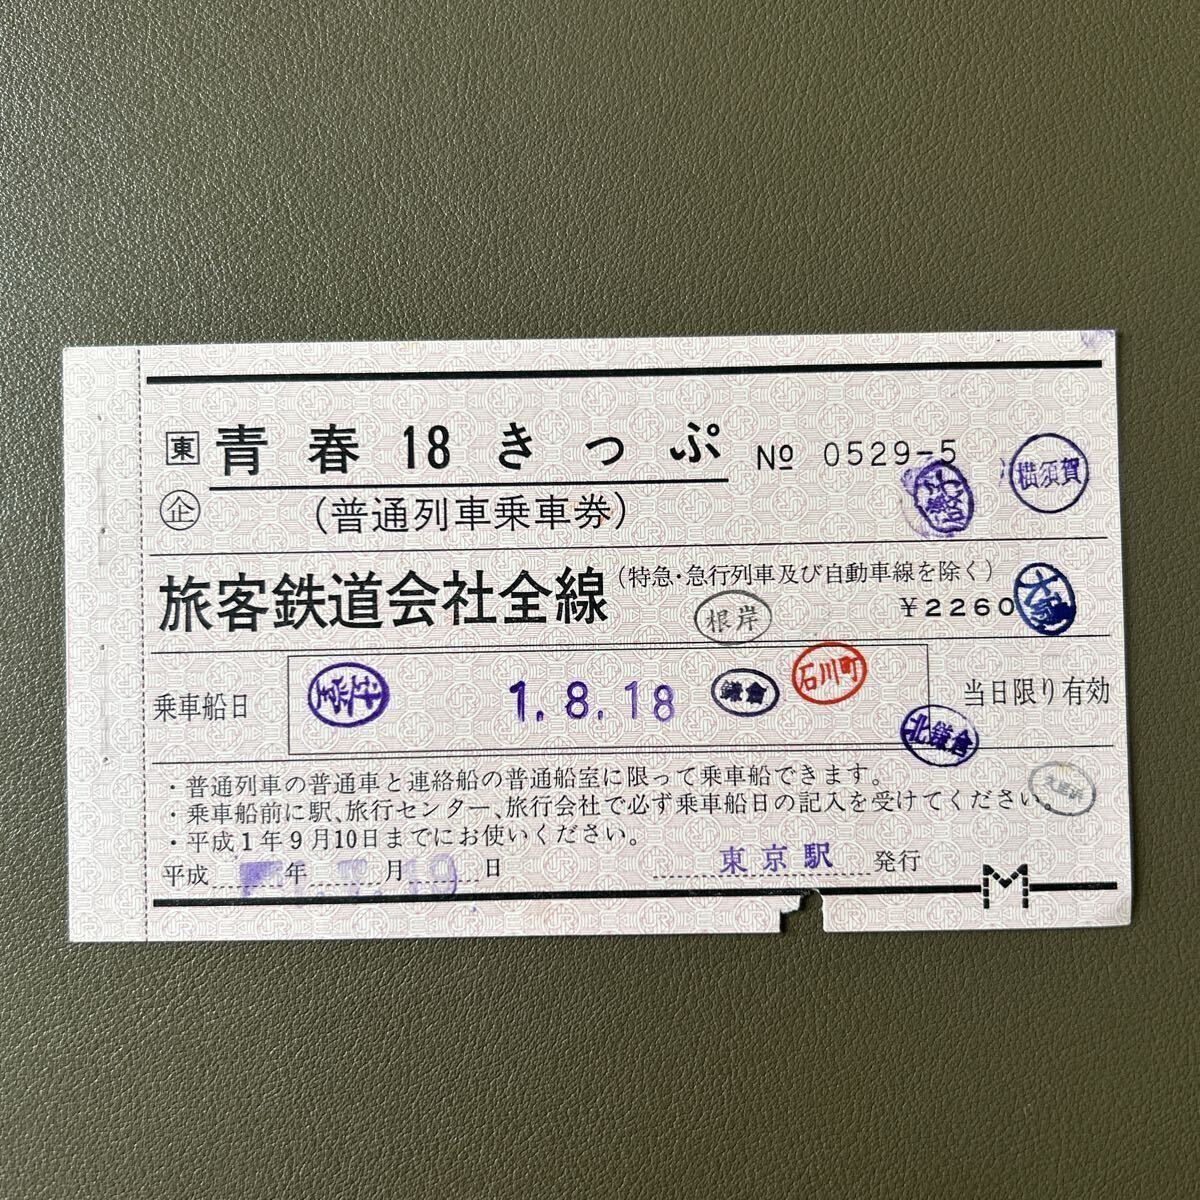 東 青春18きっぷ № 0529-5
横須賀
企 (普通列車乗車券)
旅客鉄道会社全線 (特急・急行列車及び自動車線を除く)
根岸 ¥2260
乗車船日 1.8.18 鎌倉 石川町 当日限り有効
北鎌倉
・普通列車の普通車と連絡船の普通船室に限って乗車船できます。
・乗車船前に駅、旅行センター、旅行会社で必ず乗車船日の記入を受けてください。
・平成1年9月10日までにお使いください。
平成 年 月 日 東京駅 発行
M